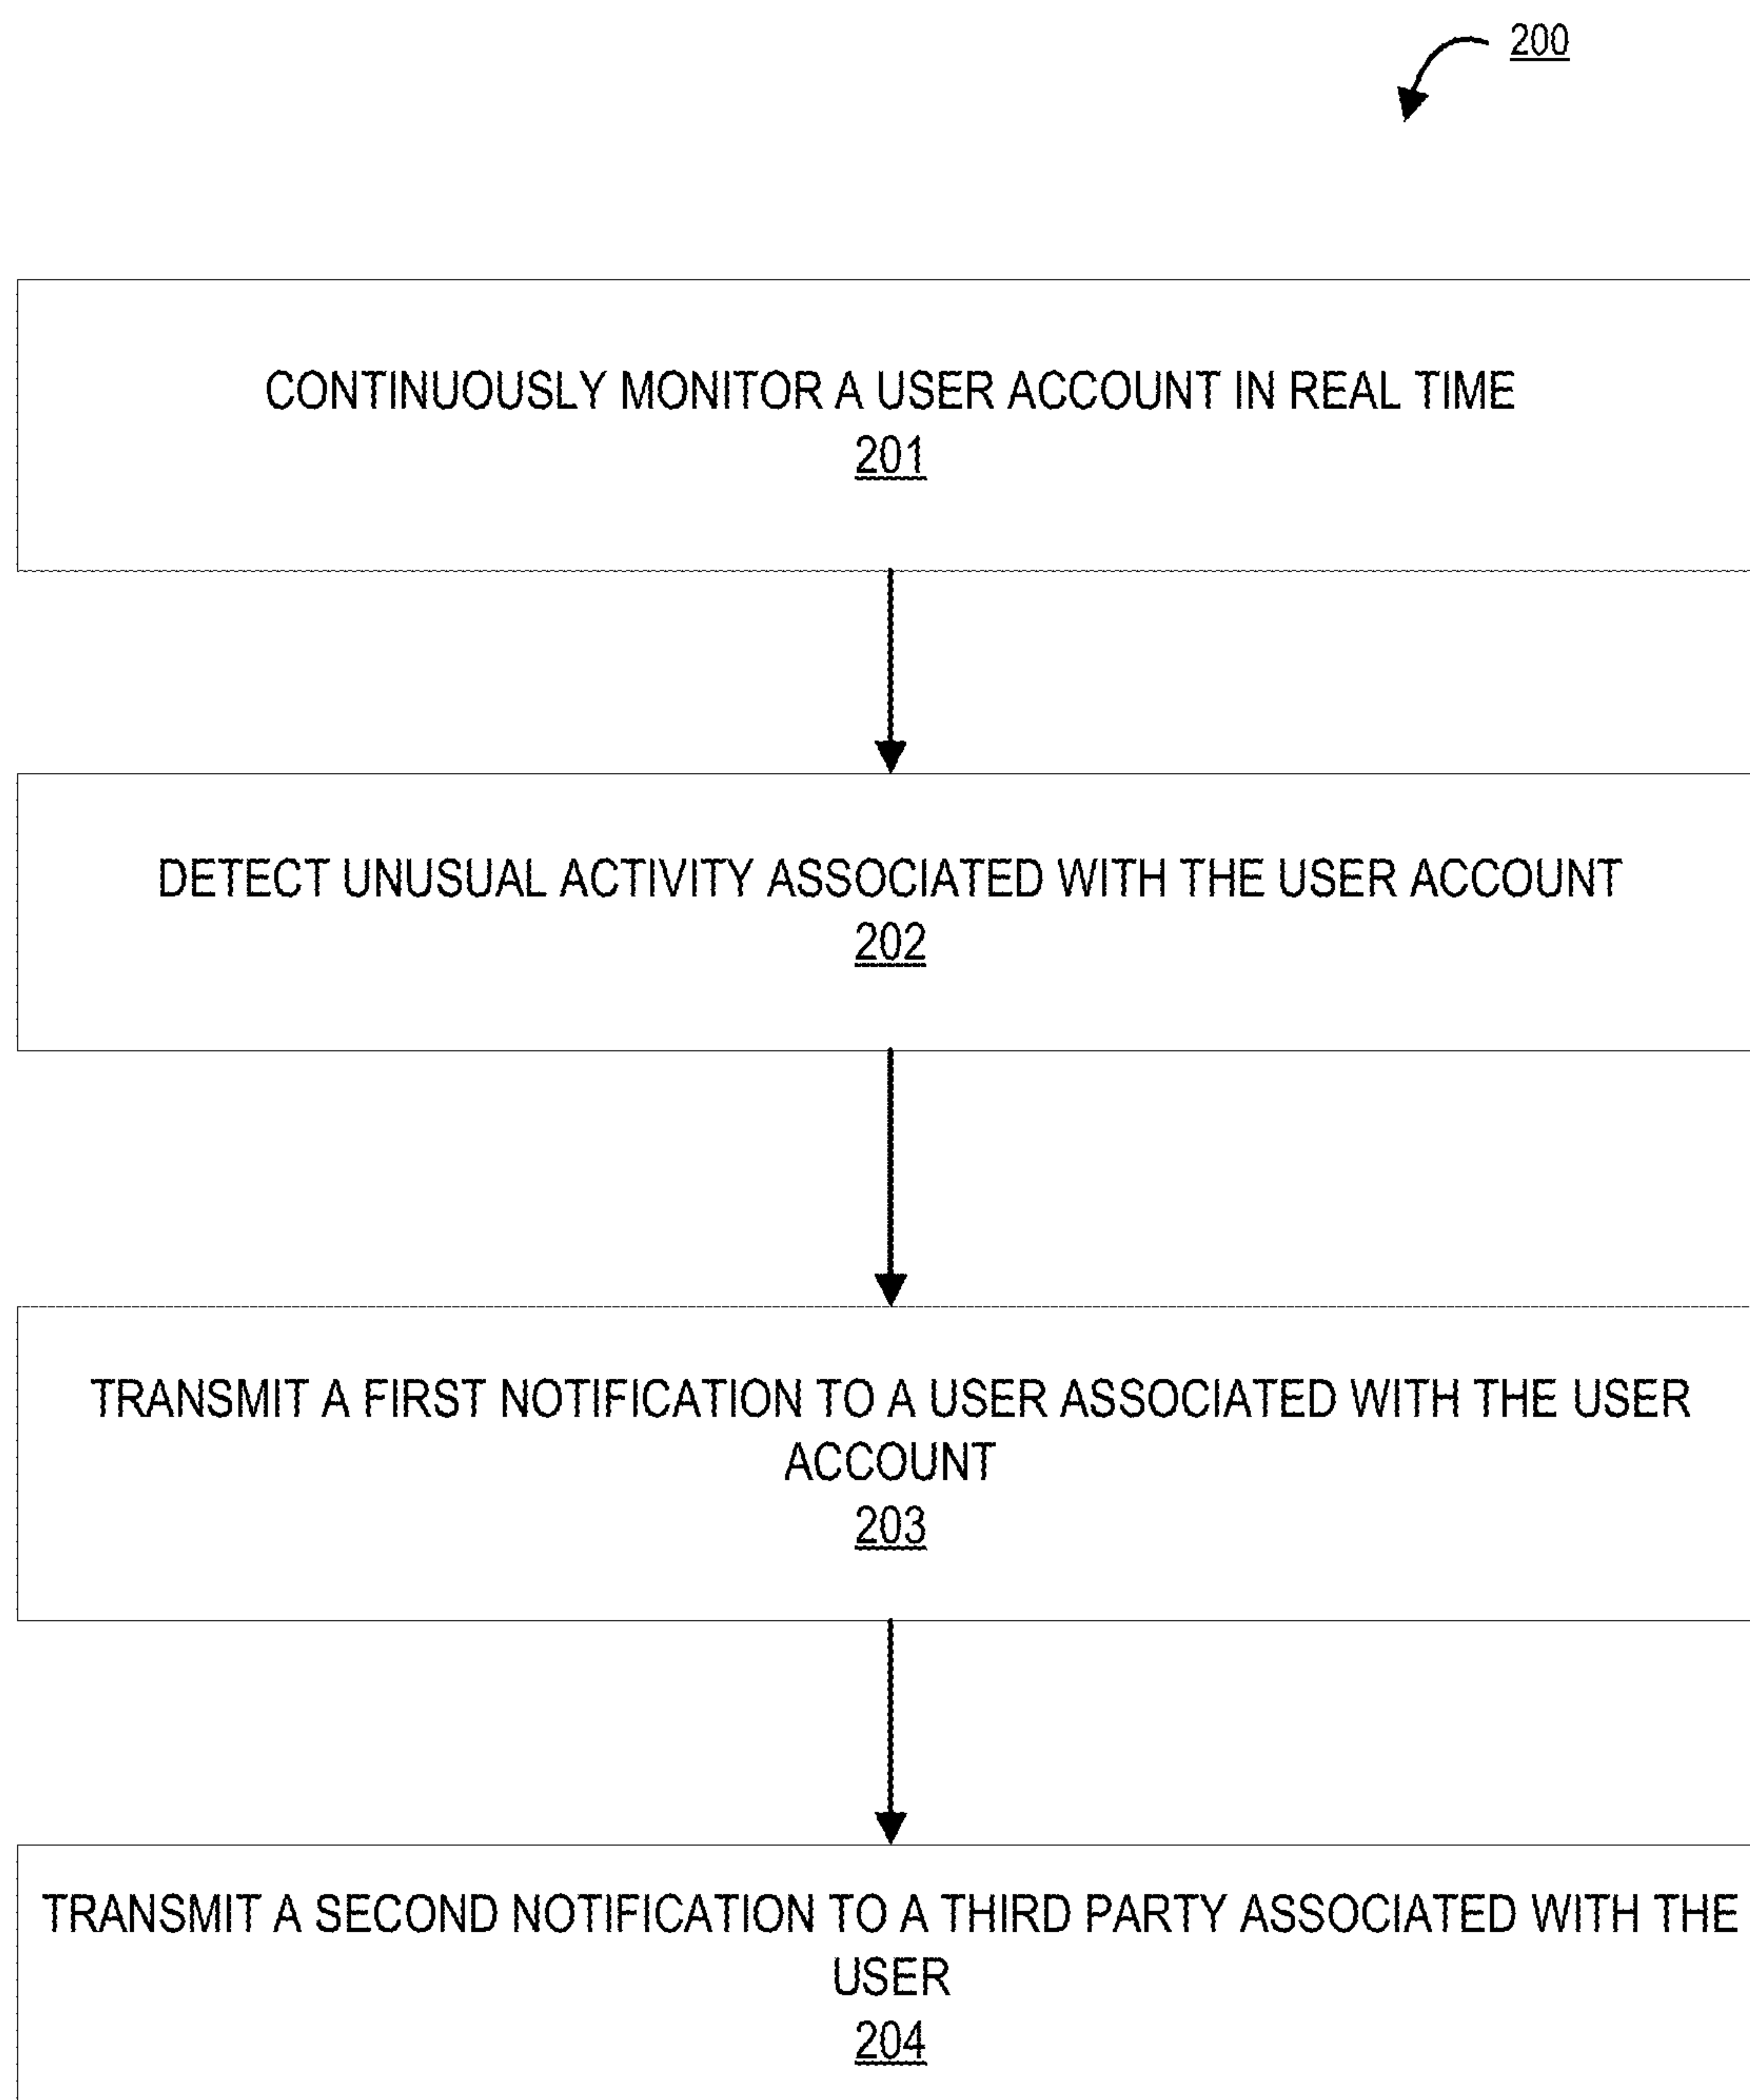 200
CONTINUOUSLY MONITOR A USER ACCOUNT IN REAL TIME
201
DETECT UNUSUAL ACTIVITY ASSOCIATED WITH THE USER ACCOUNT
202
TRANSMIT A FIRST NOTIFICATION TO A USER ASSOCIATED WITH THE USER
ACCOUNT
203
TRANSMIT A SECOND NOTIFICATION TO A THIRD PARTY ASSOCIATED WITH THE
USER
204